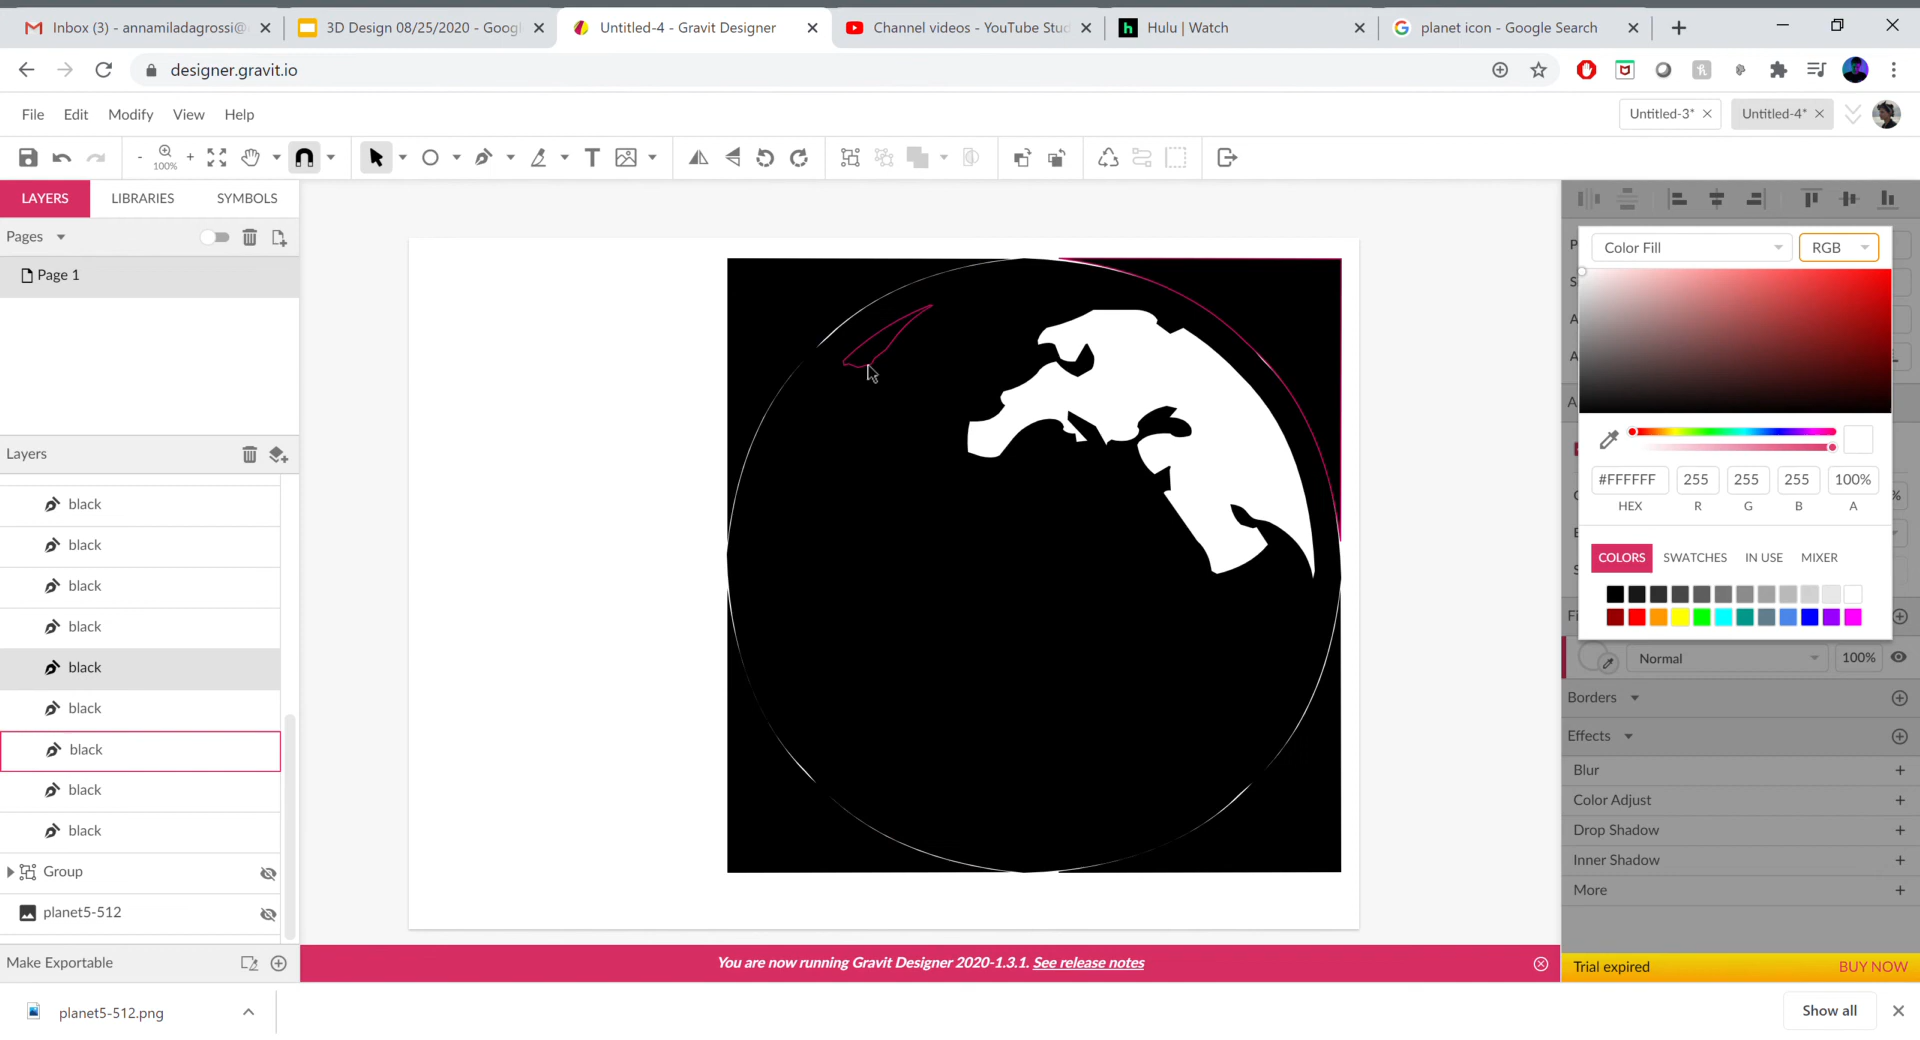 Inbox (3) - annamiladagrossi@
3D Design 08/25/2020 - Goog
Untitled-4 - Gravit Designer
Channel videos - YouTube Stud
Hulu | Watch
planet icon - Google Search
designer.gravit.io
File Edit Modify View Help
Untitled-3*
Untitled-4*
- 100% +
LAYERS LIBRARIES SYMBOLS
Pages
Page 1
Layers
black
black
black
black
black
black
black
black
black
Group
planet5-512
Make Exportable
Color Fill RGB
#FFFFFF 255 255 255 100%
HEX R G B A
COLORS SWATCHES IN USE MIXER
Normal 100%
Borders
Effects
Blur
Color Adjust
Drop Shadow
Inner Shadow
More
You are now running Gravit Designer 2020-1.3.1. See release notes
Trial expired BUY NOW
planet5-512.png
Show all